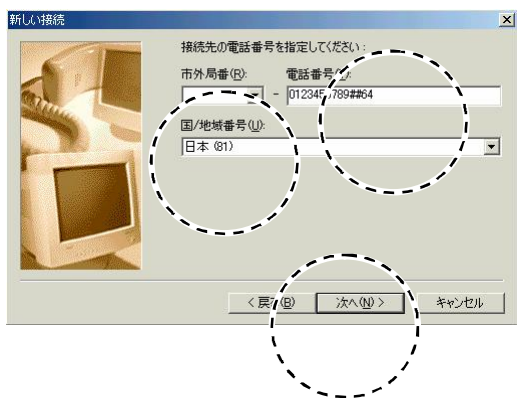 新しい接続
接続先の電話番号を指定してください:
市外局番(R): 電話番号(T):
- 0123456789##64
国/地域番号(U):
日本 (81)
< 戻る(B) 次へ(N) > キャンセル